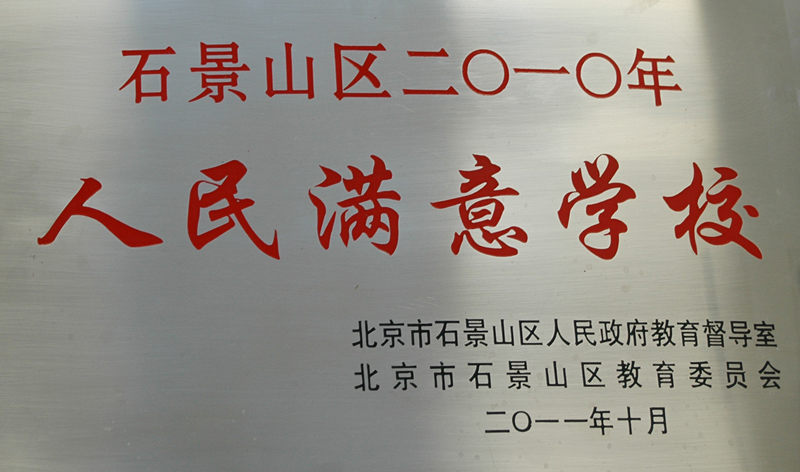 石景山区二〇一〇年
人民满意学校
北京市石景山区人民政府教育督导室
北京市石景山区教育委员会
二〇一一年十月